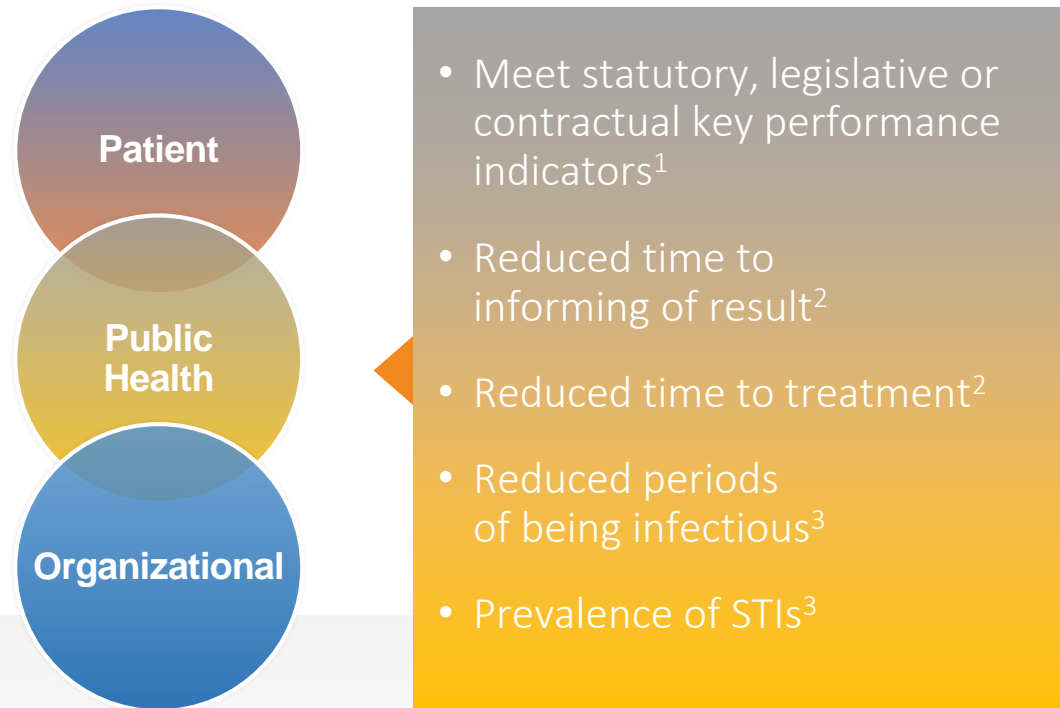 Patient
Public
Health
Organizational
• Meet statutory, legislative or
contractual key performance
indicators¹
• Reduced time to
informing of result²
• Reduced time to treatment²
• Reduced periods
of being infectious³
• Prevalence of STIs³